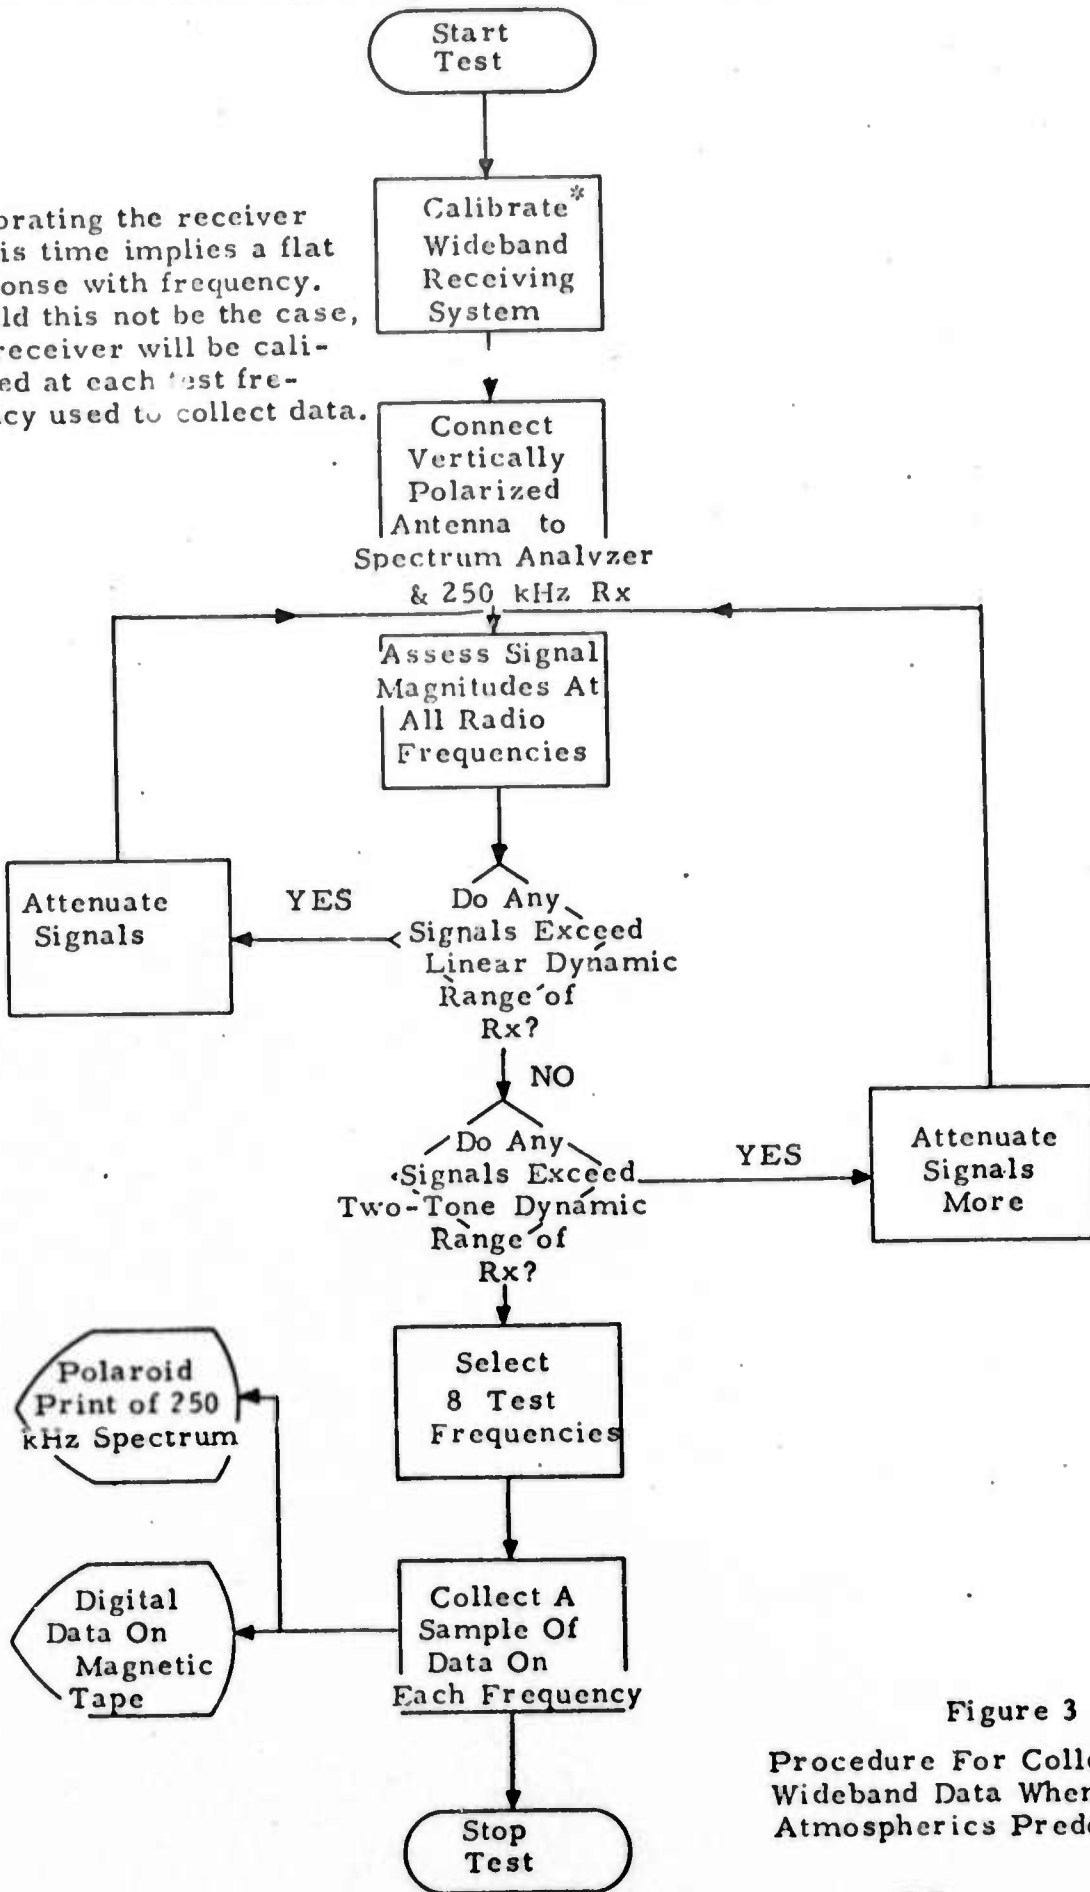 Start
Test
Calibrate*
Wideband
Receiving
System
brating the receiver
is time implies a flat
onse with frequency.
ld this not be the case,
receiver will be cali-
ed at each test fre-
cy used to collect data.
Connect
Vertically
Polarized
Antenna to
Spectrum Analyzer
& 250 kHz Rx
Assess Signal
Magnitudes At
All Radio
Frequencies
Attenuate
Signals
YES
Do Any
Signals Exceed
Linear Dynamic
Range of
Rx?
NO
Do Any
Signals Exceed
Two-Tone Dynamic
Range of
Rx?
YES
Attenuate
Signals
More
Select
8 Test
Frequencies
Polaroid
Print of 250
kHz Spectrum
Collect A
Sample Of
Data On
Each Frequency
Digital
Data On
Magnetic
Tape
Stop
Test
Figure 3
Procedure For Colle
Wideband Data When
Atmospherics Prede